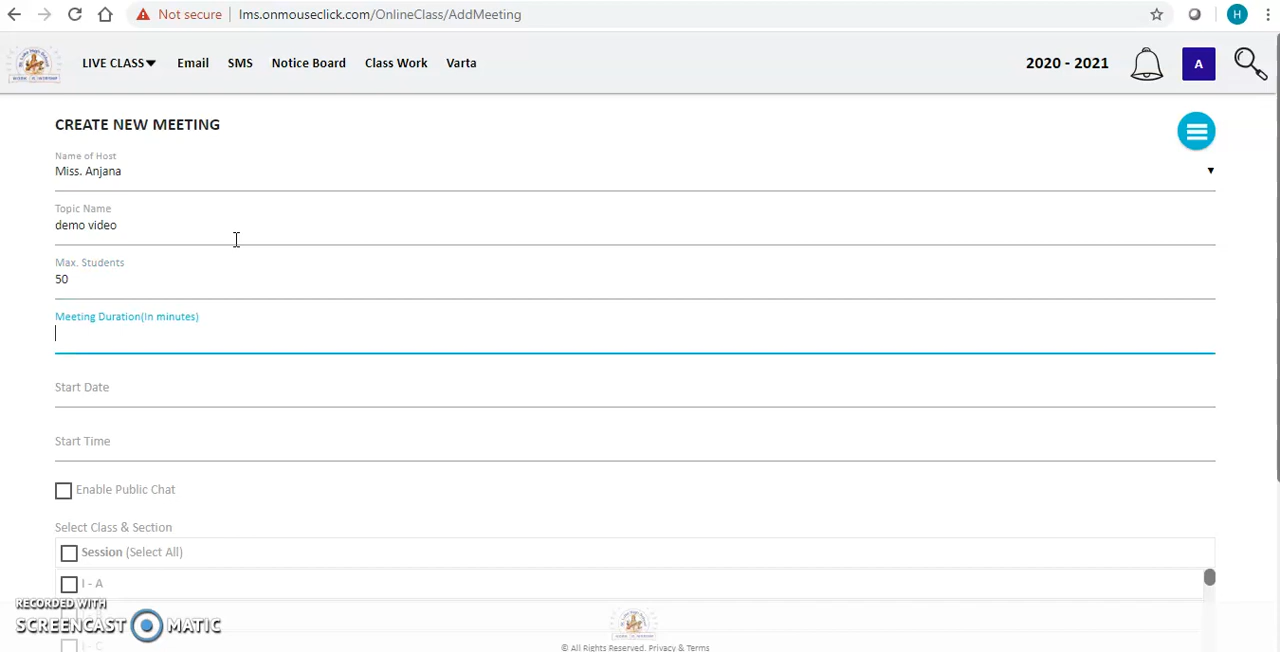 Not secure | lms.onmouseclick.com/OnlineClass/AddMeeting
H
LIVE CLASS▼ Email SMS Notice Board Class Work Varta
2020 - 2021 A
CREATE NEW MEETING
Name of Host
Miss. Anjana
Topic Name
demo video
Max. Students
50
Meeting Duration(In minutes)
Start Date
Start Time
Enable Public Chat
Select Class & Section
Session (Select All)
I - A
I - C
RECORDED WITH
SCREENCAST MATIC
© All Rights Reserved. Privacy & Terms